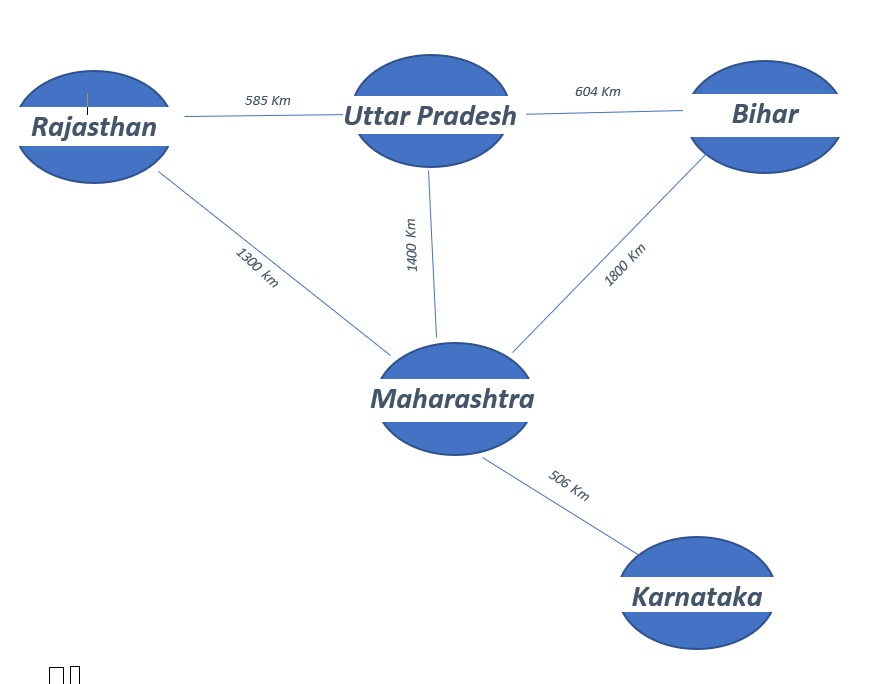 585 Km
604 Km
Rajasthan
Uttar Pradesh
Bihar
1300 km
1400 Km
1800 Km
Maharashtra
506 Km
Karnataka